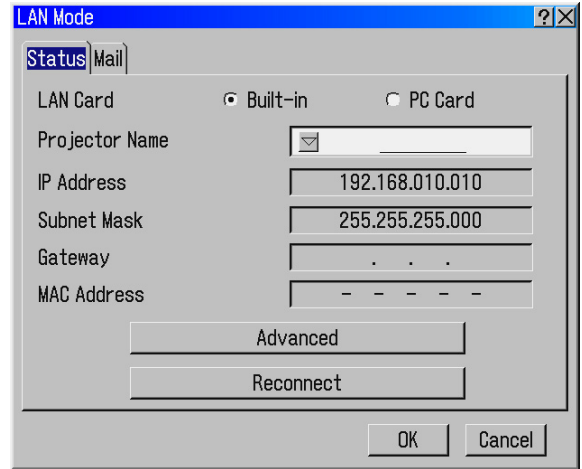 LAN Mode ? X
Status Mail
LAN Card Built-in PC Card
Projector Name
IP Address 192.168.010.010
Subnet Mask 255.255.255.000
Gateway . . .
MAC Address – – – – –
Advanced
Reconnect
OK Cancel